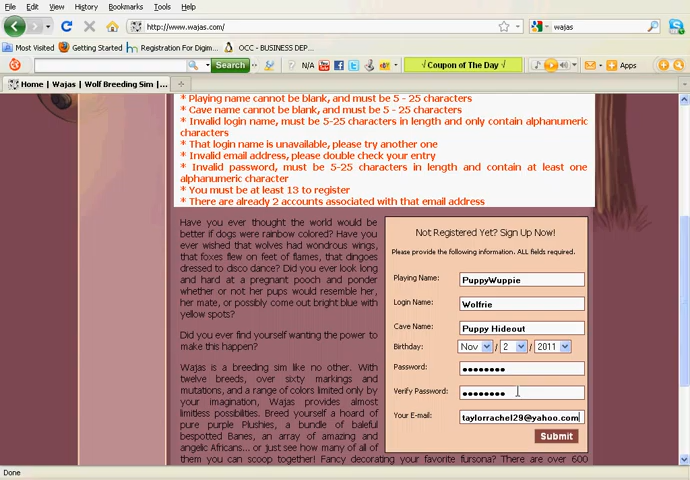 File Edit View History Bookmarks Tools Help
http://www.wajas.com/
wajas
Most Visited Getting Started Registration For Digim... OCC - BUSINESS DEP...
Search N/A √ Coupon of The Day √ Apps
Home | Wajas | Wolf Breeding Sim |...
* Playing name cannot be blank, and must be 5 - 25 characters
* Cave name cannot be blank, and must be 5 - 25 characters
* Invalid login name, must be 5-25 characters in length and only contain alphanumeric
characters
* That login name is unavailable, please try another one
* Invalid email address, please double check your entry
* Invalid password, must be 5-25 characters in length and contain at least one
alphanumeric character
* You must be at least 13 to register
* There are already 2 accounts associated with that email address
Have you ever thought the world would be
better if dogs were rainbow colored? Have you
ever wished that wolves had wondrous wings,
that foxes flew on feet of flames, that dingoes
dressed to disco dance? Did you ever look long
and hard at a pregnant pooch and ponder
whether or not her pups would resemble her,
her mate, or possibly come out bright blue with
yellow spots?
Did you ever find yourself wanting the power to
make this happen?
Wajas is a breeding sim like no other. With
twelve breeds, over sixty markings and
mutations, and a range of colors limited only by
your imagination, Wajas provides almost
limitless possibilities. Breed yourself a hoard of
pure purple Plushies, a bundle of baleful
bespotted Banes, an array of amazing and
angelic Africans... or just see how many of all of
them you can scoop together! Fancy decorating your favorite fursona? There are over 600
Not Registered Yet? Sign Up Now!
Please provide the following information. ALL fields required.
Playing Name: PuppyWuppie
Login Name: Wolfrie
Cave Name: Puppy Hideout
Birthday: Nov / 2 / 2011
Password: ●●●●●●●●
Verify Password: ●●●●●●●●
Your E-mail: taylorrachel29@yahoo.com
Submit
Done